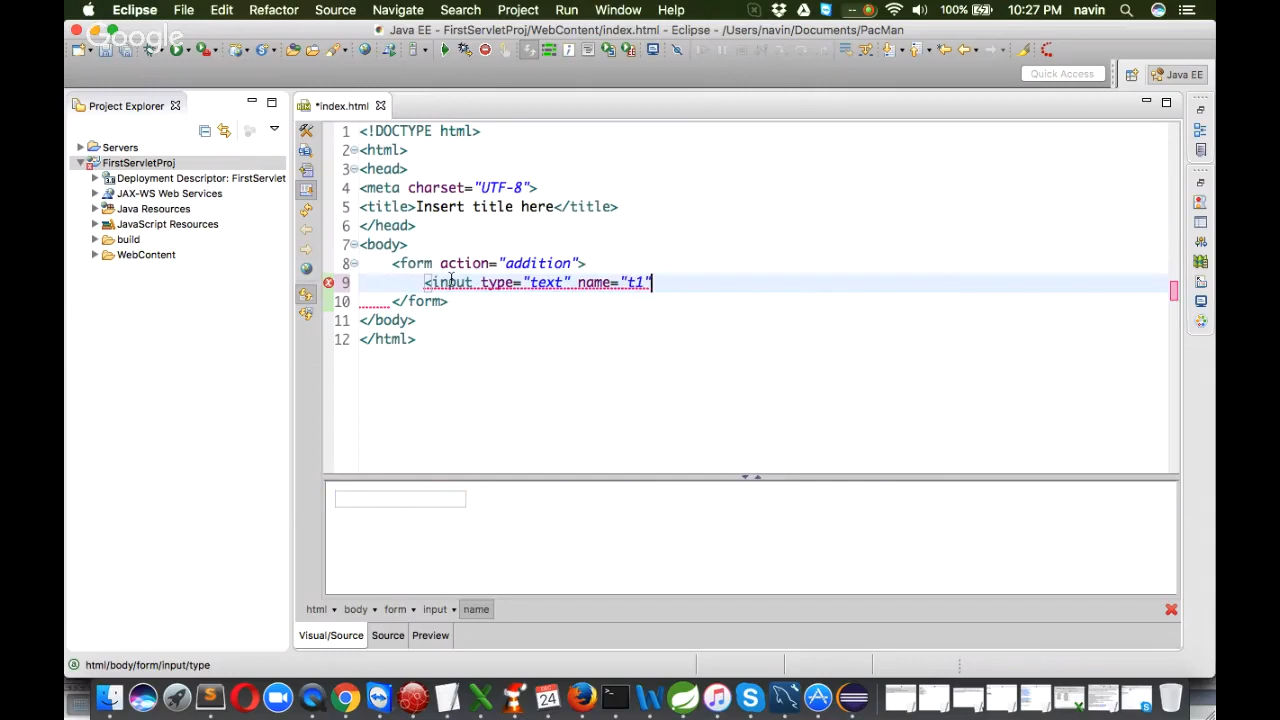 Eclipse File Edit Refactor Source Navigate Search Project Run Window Help 100% 10:27 PM navin
Google
Java EE - FirstServletProj/WebContent/index.html - Eclipse - /Users/navin/Documents/PacMan
Quick Access
Java EE
Project Explorer
*index.html
Servers
FirstServletProj
Deployment Descriptor: FirstServlet
JAX-WS Web Services
Java Resources
JavaScript Resources
build
WebContent
1 <!DOCTYPE html>
2 <html>
3 <head>
4 <meta charset="UTF-8">
5 <title>Insert title here</title>
6 </head>
7 <body>
8 <form action="addition">
9 <input type="text" name="t1"
10 </form>
11 </body>
12 </html>
html body form input name
Visual/Source Source Preview
html/body/form/input/type
24